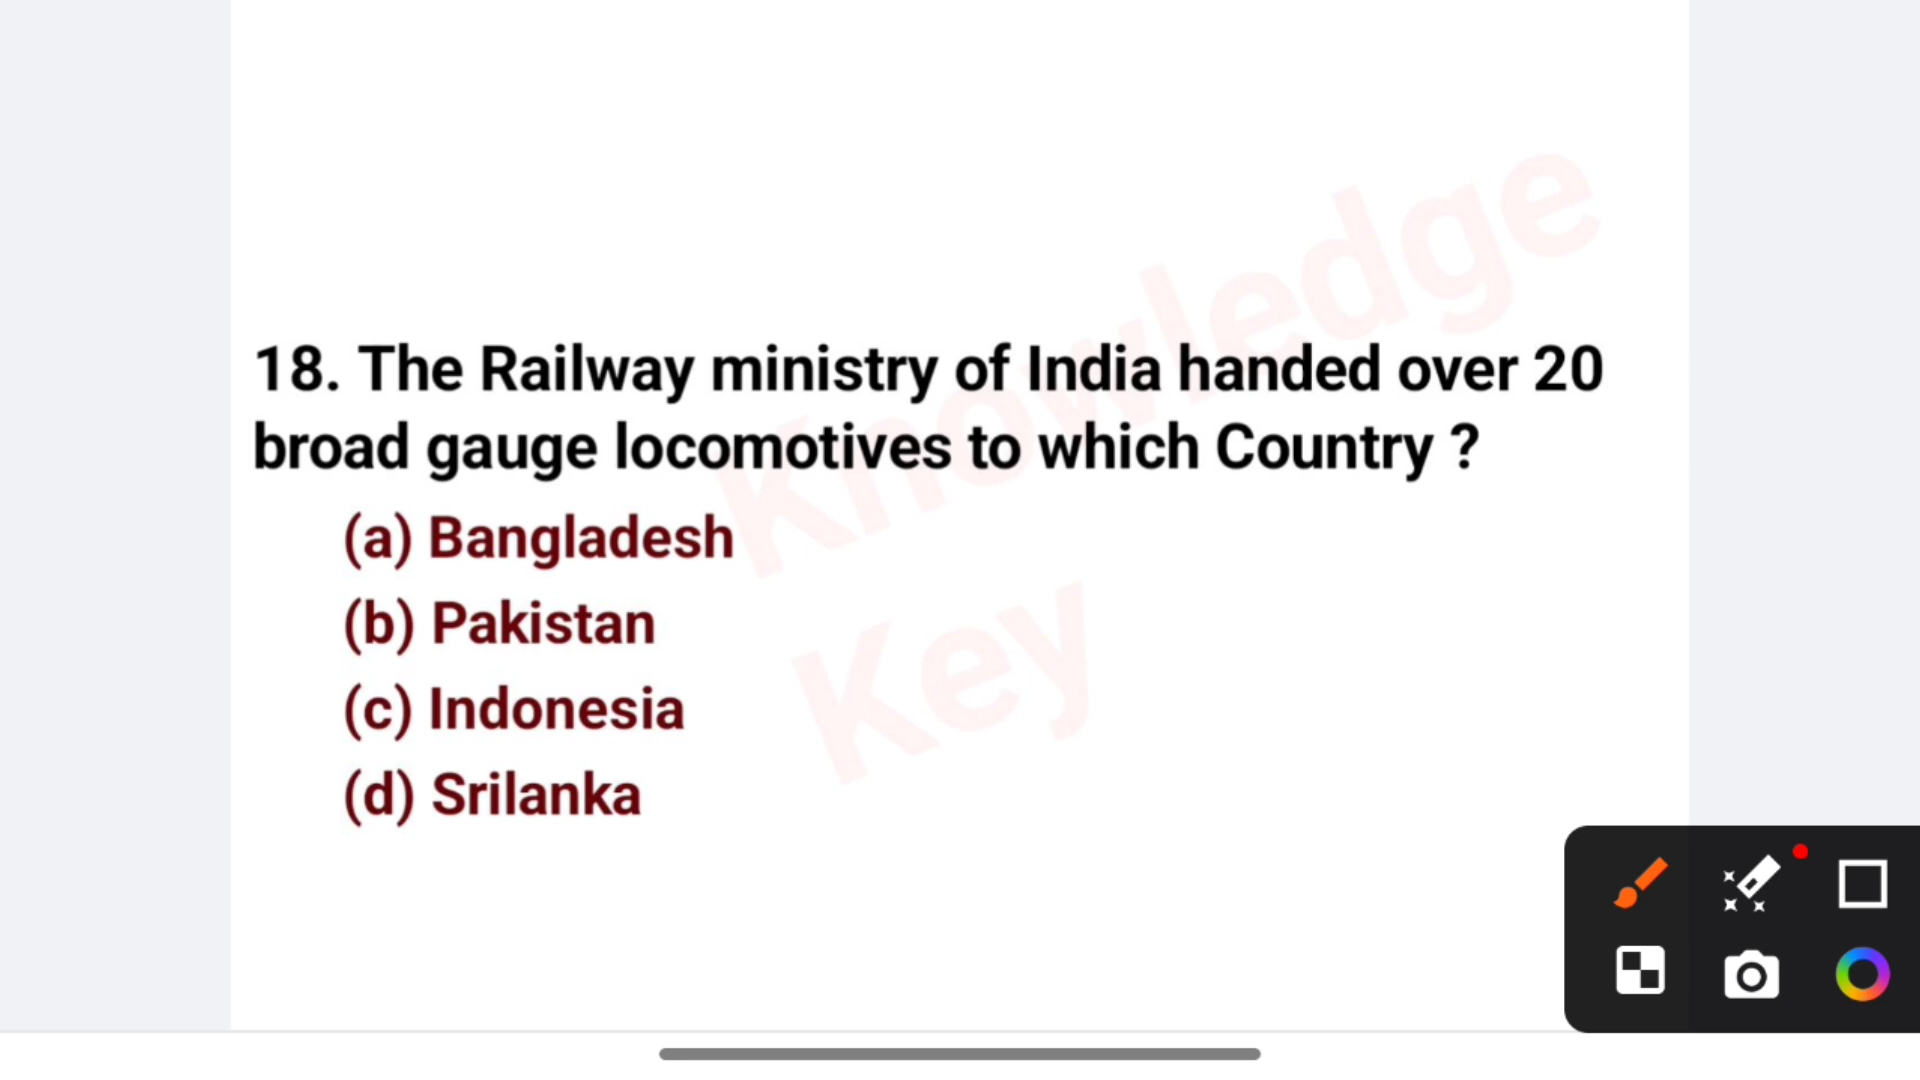 Knowledge
Key
18. The Railway ministry of India handed over 20
broad gauge locomotives to which Country ?
(a) Bangladesh
(b) Pakistan
(c) Indonesia
(d) Srilanka